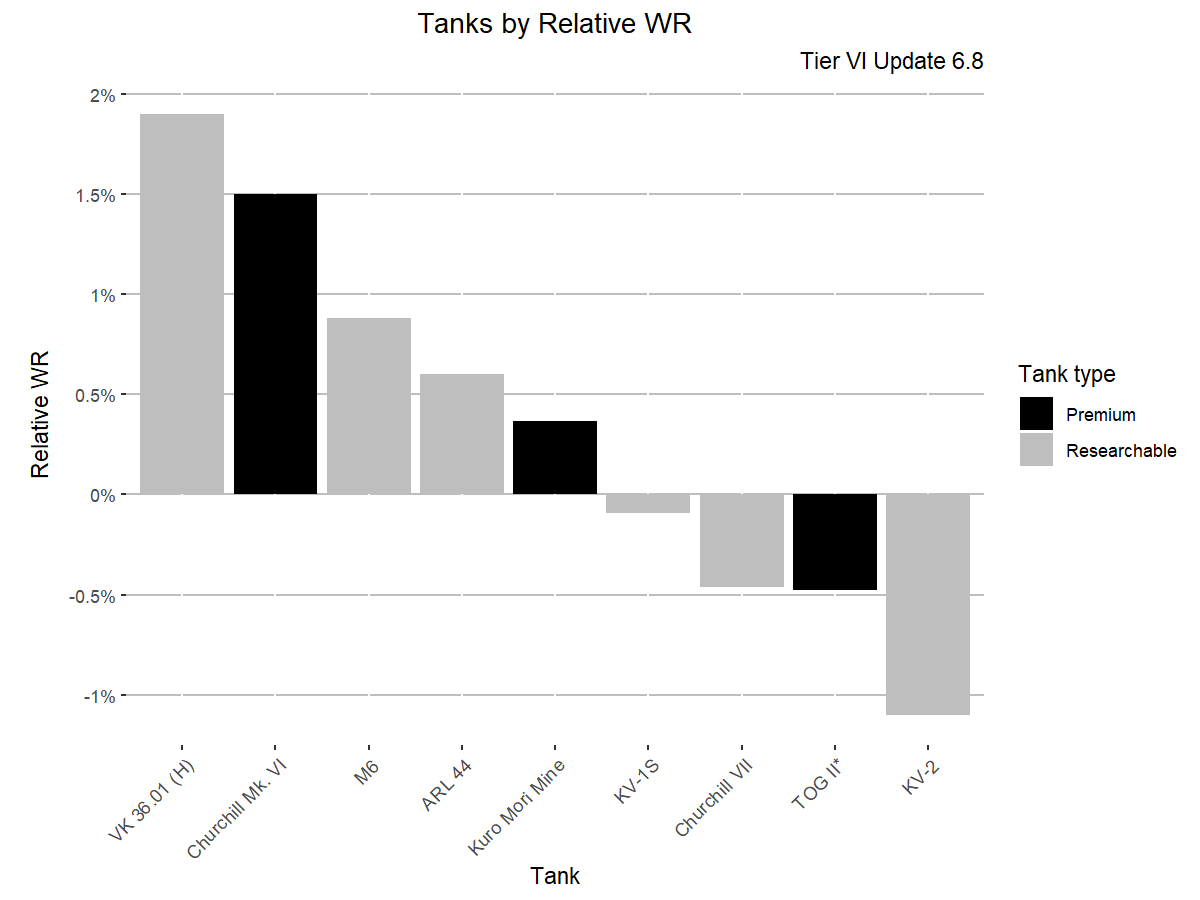 Tanks by Relative WR
Tier VI Update 6.8
2%
1.5%
1%
0.5%
0%
-0.5%
-1%
Relative WR
VK 36.01 (H)
Churchill Mk. VI
M6
ARL 44
Kuro Mori Mine
KV-1S
Churchill VII
TOG II*
KV-2
Tank
Tank type
Premium
Researchable